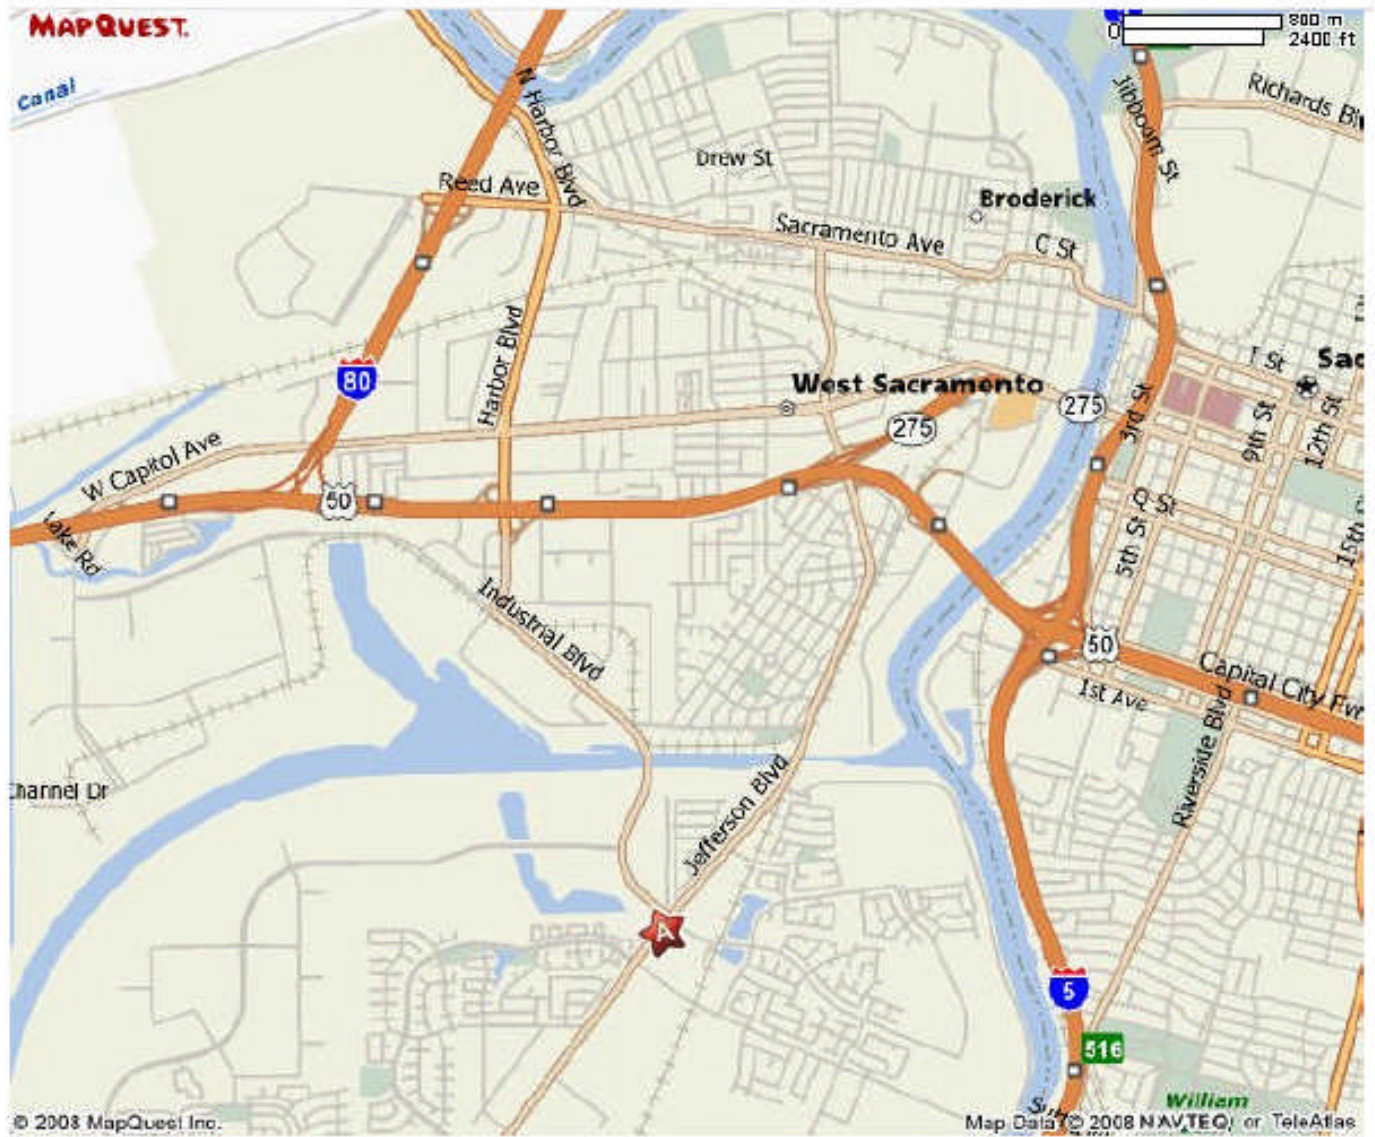 MAPQUEST.
0
800 m
2400 ft
Canal
N Harbor Blvd
Jibboom St
Richards Bl
Drew St
Reed Ave
Broderick
Sacramento Ave
C St
I St
Sac
80
Harbor Blvd
West Sacramento
275
275
3rd St
9th St
12th St
W Capitol Ave
50
Q St
5th St
15th
Lake Rd
Industrial Blvd
50
Capital City Fwy
1st Ave
Riverside Blvd
Channel Dr
Jefferson Blvd
A
5
516
William
© 2008 MapQuest Inc.
Map Data © 2008 NAVTEQ or TeleAtlas